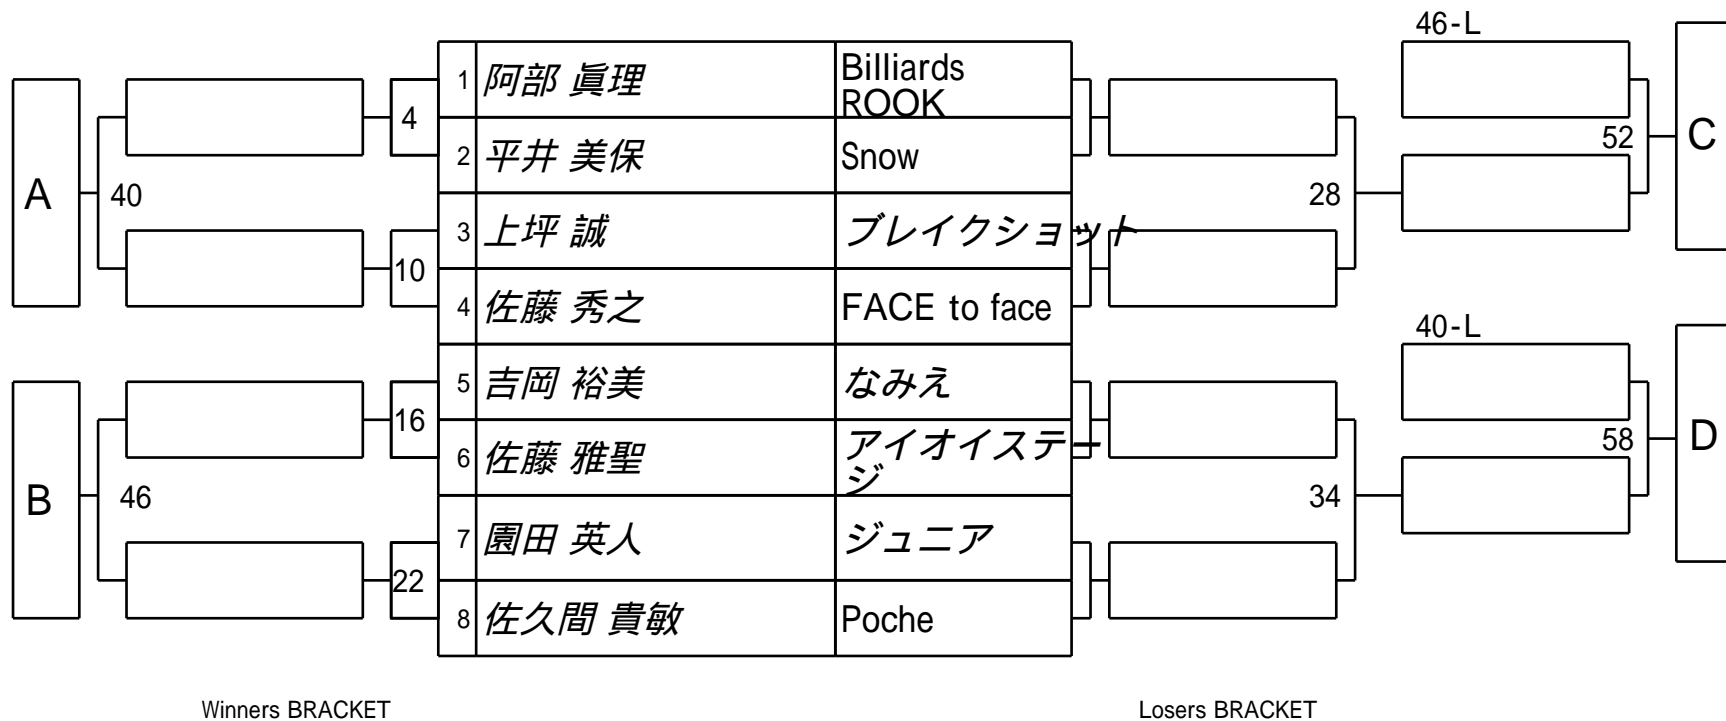 46-L
1 阿部 眞理 Billiards
ROOK
4
2 平井 美保 Snow
52
C
A
40
28
3 上坪 誠 ブレイクショット
10
4 佐藤 秀之 FACE to face
40-L
5 吉岡 裕美 なみえ
16
6 佐藤 雅聖 アイオイステー
ジ
58
D
B
46
34
7 園田 英人 ジュニア
22
8 佐久間 貴敏 Poche
Winners BRACKET
Losers BRACKET